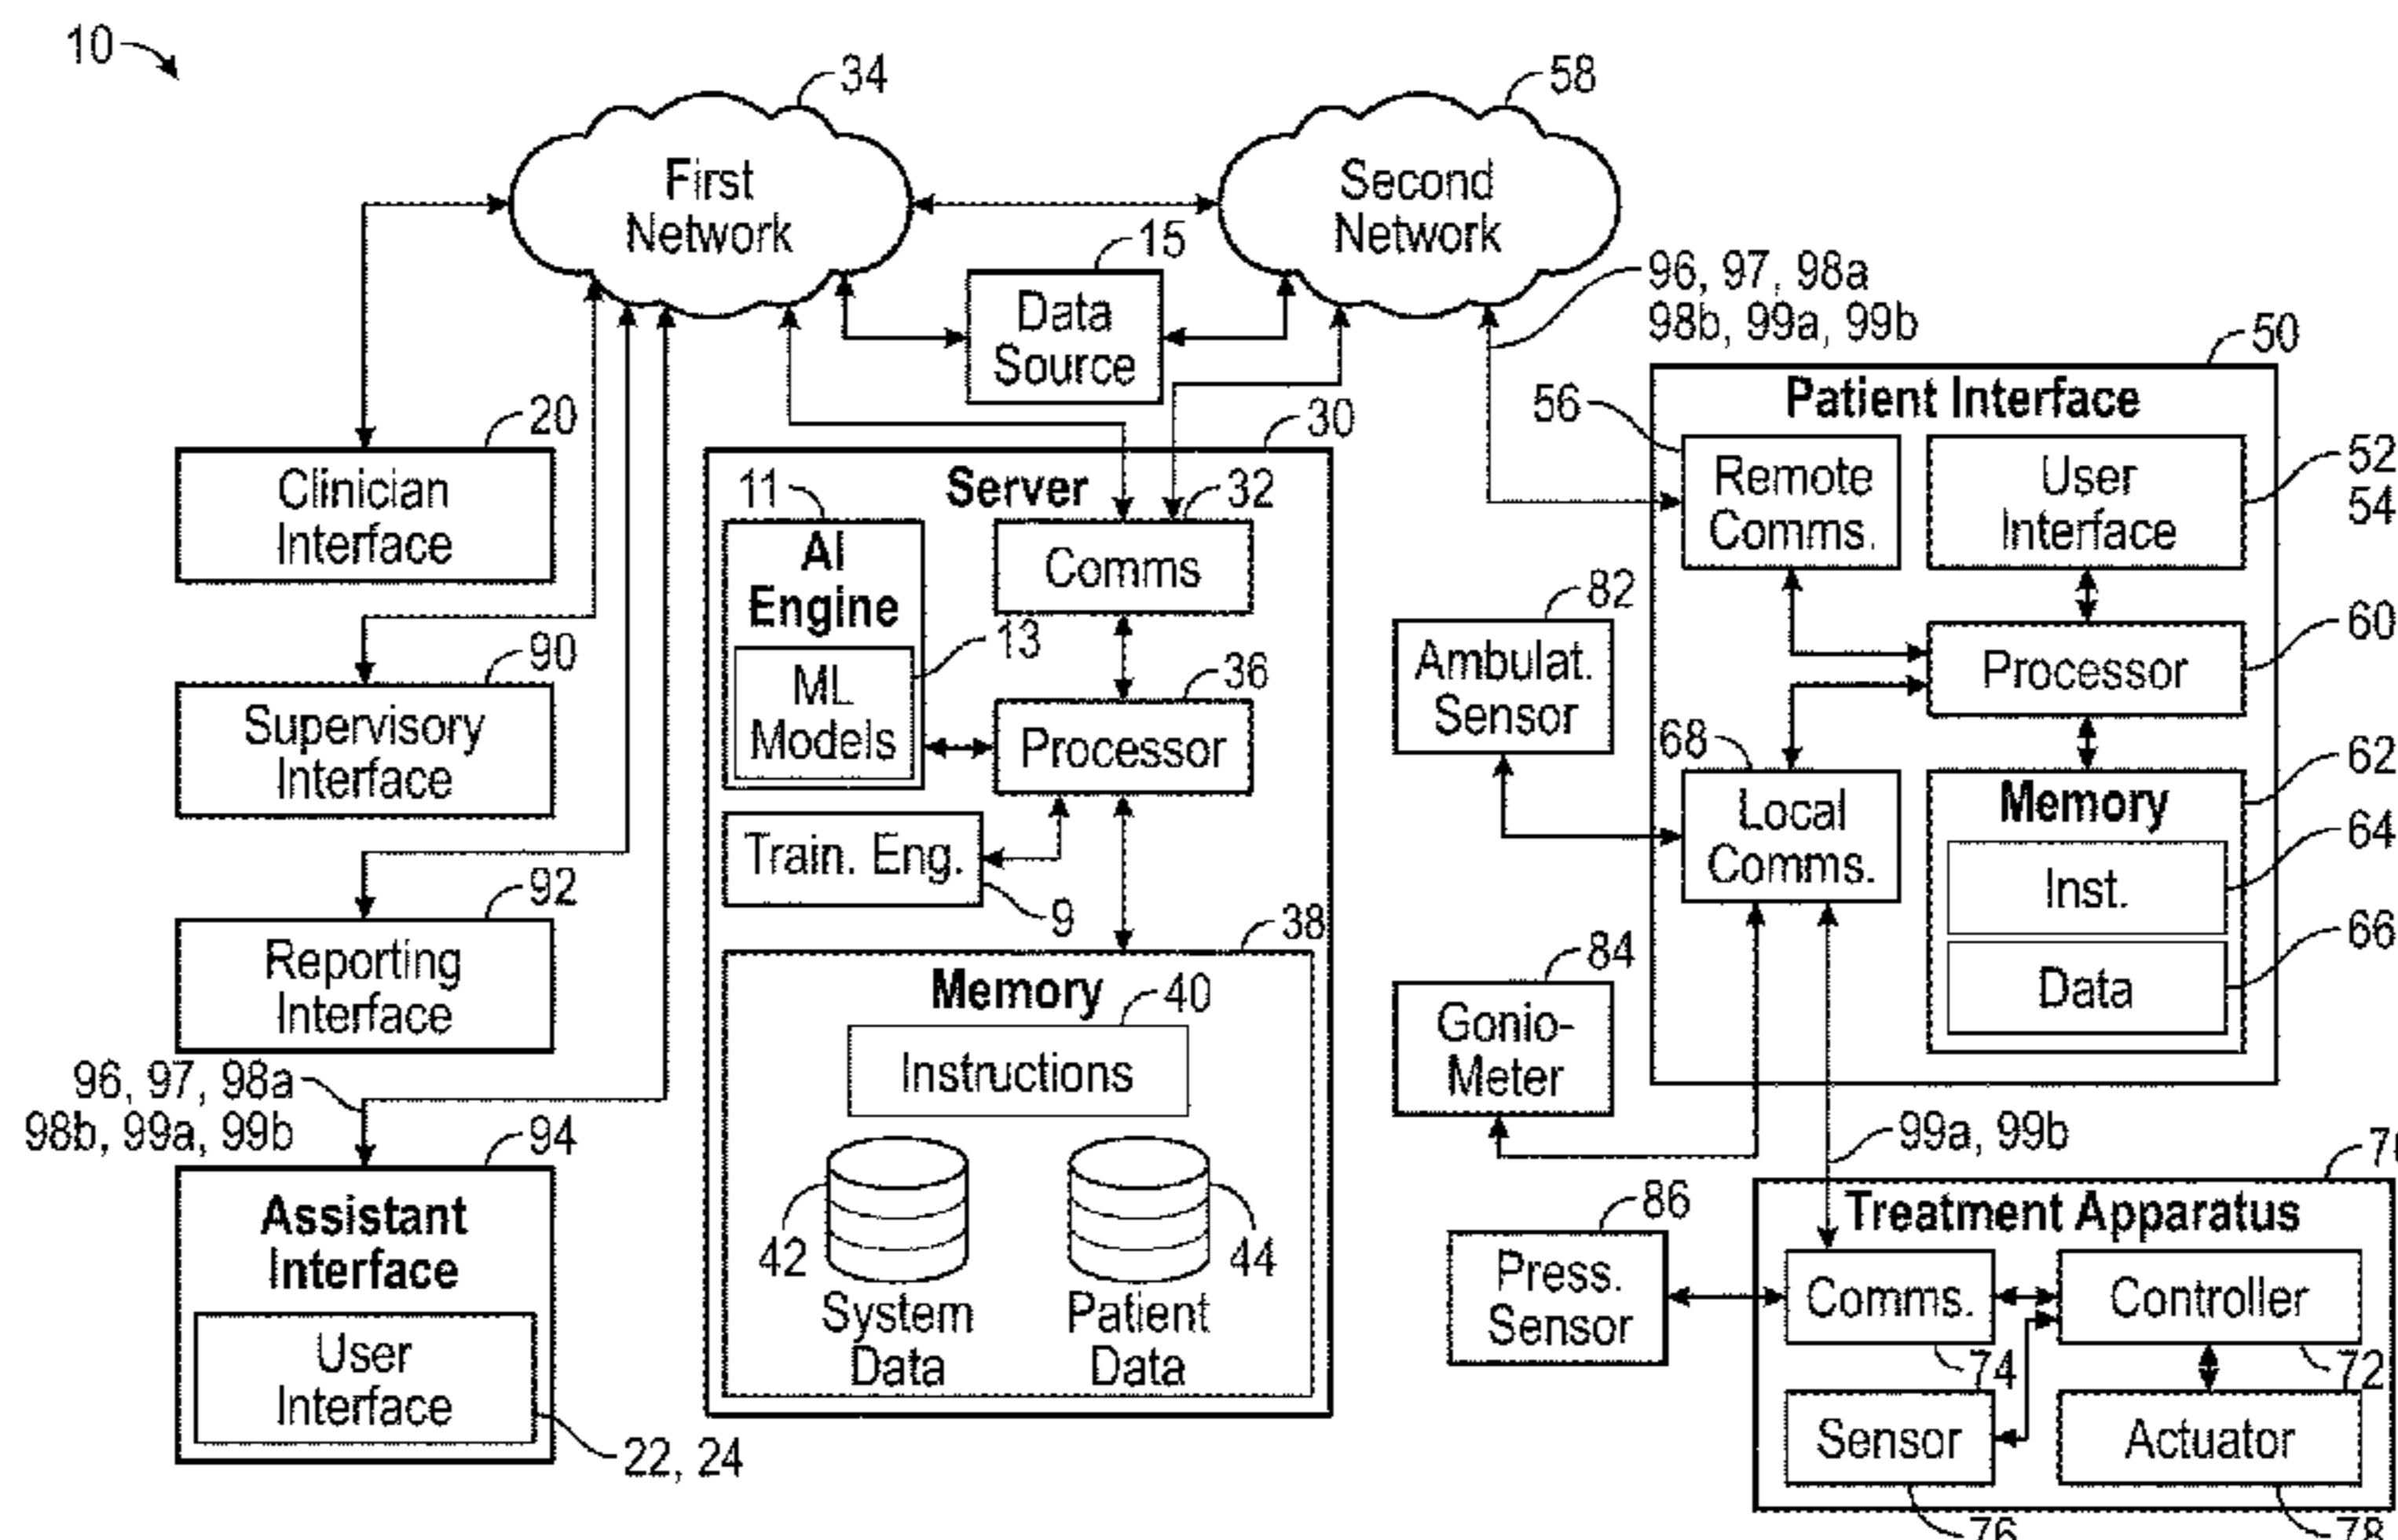 10
34
58
First
Network
Second
Network
15
Data
Source
96, 97, 98a
98b, 99a, 99b
50
Patient Interface
56
Remote
Comms.
User
Interface
52
54
20
Clinician
Interface
30
Server
11
AI
Engine
32
Comms
13
ML
Models
36
Processor
82
Ambulat.
Sensor
60
Processor
90
Supervisory
Interface
68
Local
Comms.
62
Memory
64
Inst.
66
Data
Train. Eng.
9
92
Reporting
Interface
38
Memory
40
Instructions
84
Gonio-
Meter
96, 97, 98a
98b, 99a, 99b
94
Assistant
Interface
User
Interface
22, 24
42
System
Data
44
Patient
Data
99a, 99b
86
Press.
Sensor
Treatment Apparatus
Comms.
Controller
74
72
Sensor
Actuator
76
78